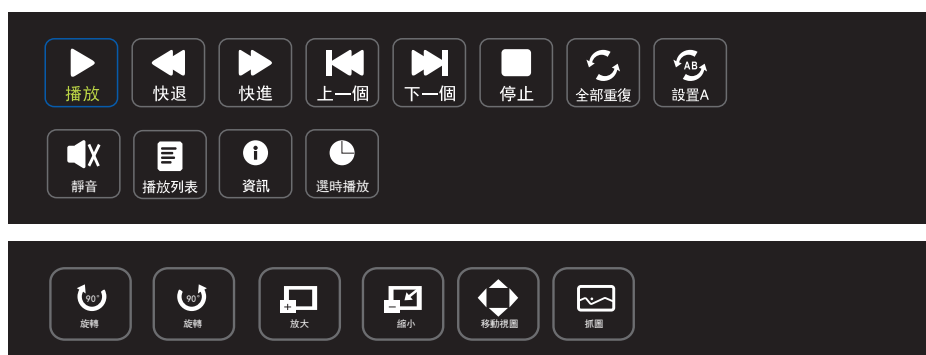 播放 快退 快進 上一個 下一個 停止 全部重復 AB 設置A
靜音 播放列表 資訊 選時播放
90° 旋轉 90° 旋轉 放大 縮小 移動視圖 抓圖